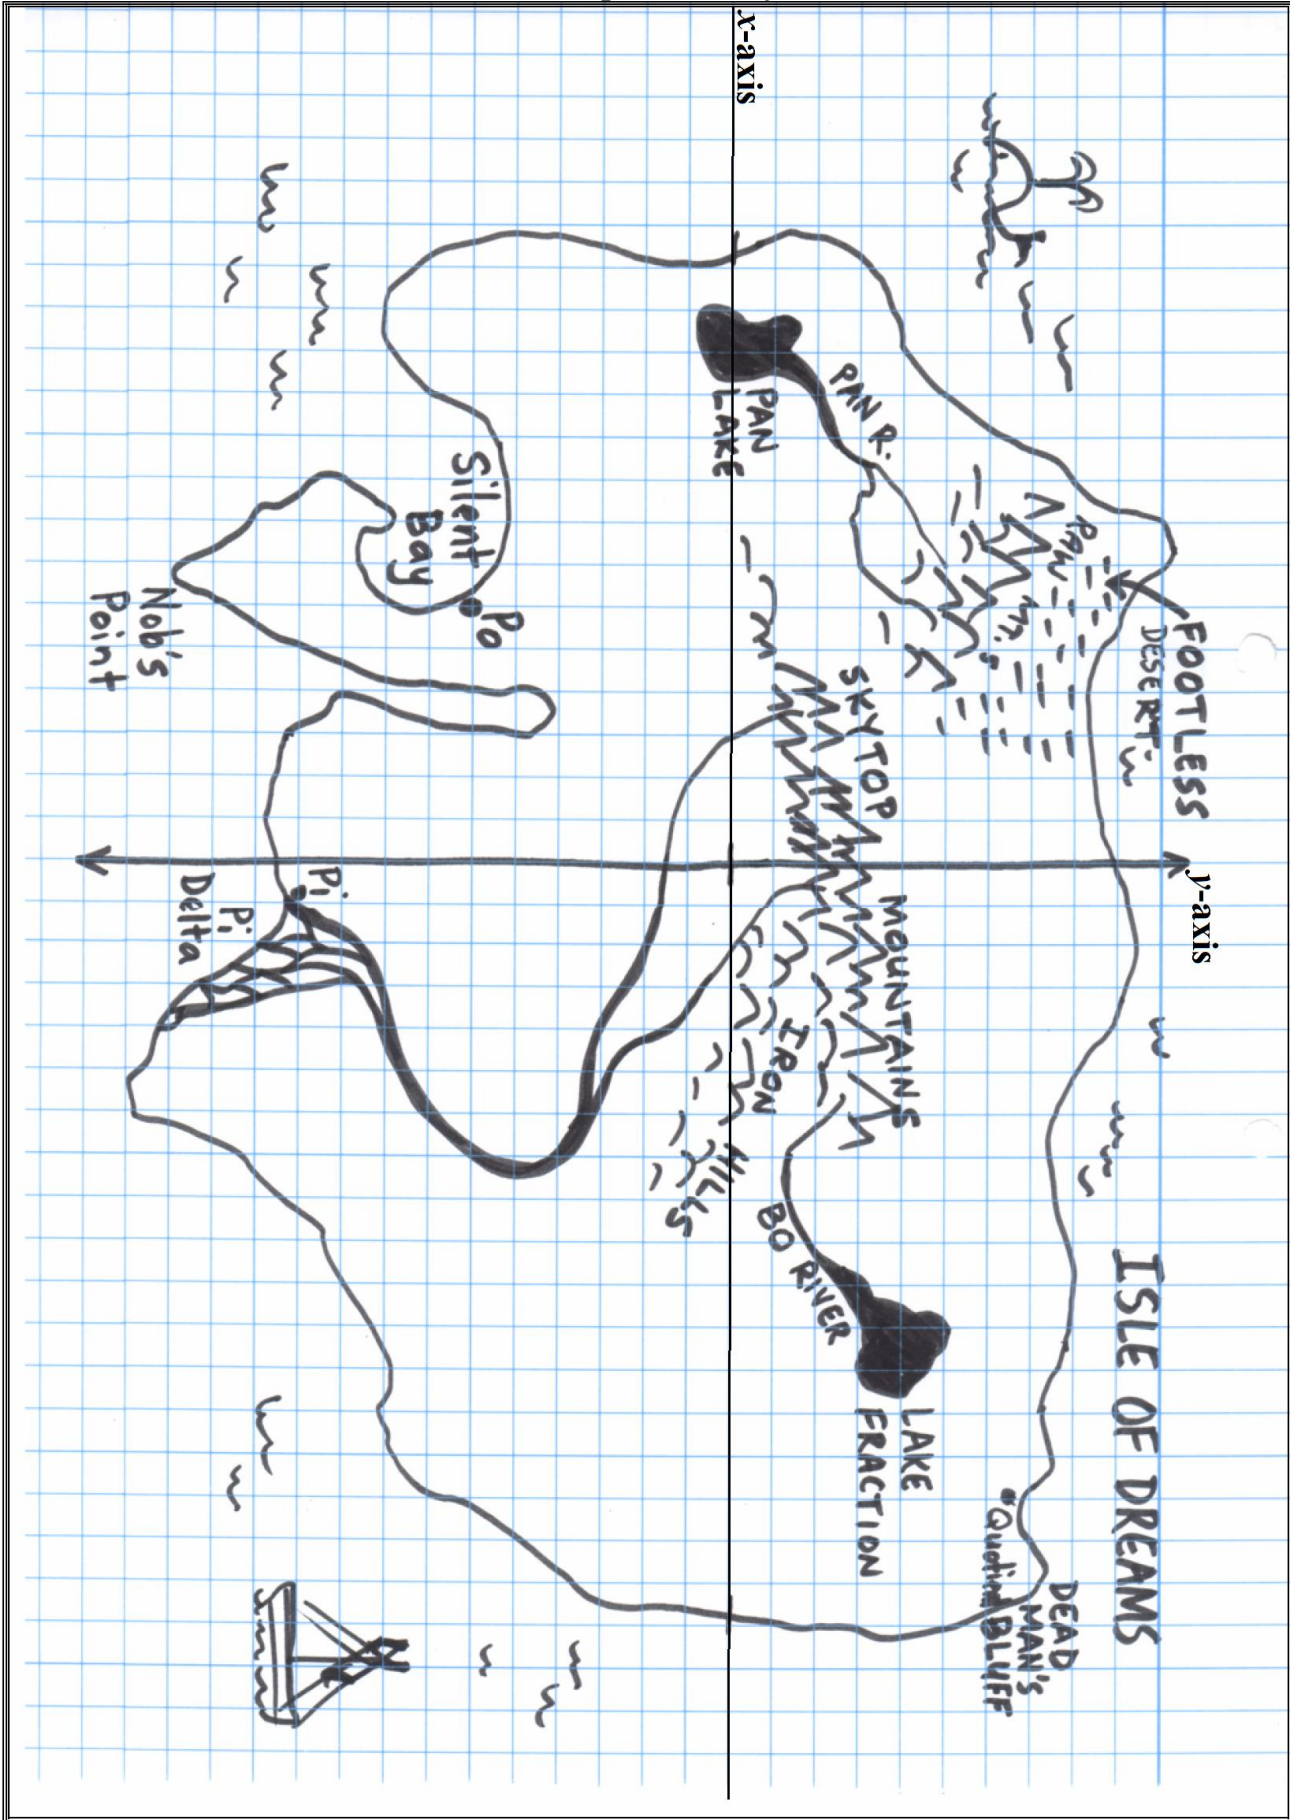 ISLE OF DREAMS
y-axis
FOOTLESS
DESERT
DEAD
MAN'S
BLUFF
PAN R.
SKYTOP MOUNTAINS
LAKE
FRACTION
x-axis
PAN
LAKE
IRON
HILLS
BO RIVER
Silent
Bay
Po
Pi
Pi
Delta
Nob's
Point